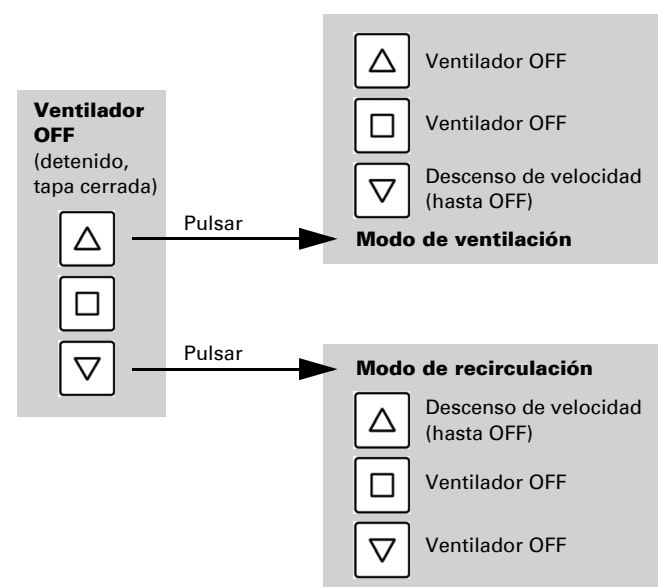 Ventilador
OFF
(detenido,
tapa cerrada)
Pulsar
Pulsar
Ventilador OFF
Ventilador OFF
Descenso de velocidad
(hasta OFF)
Modo de ventilación
Modo de recirculación
Descenso de velocidad
(hasta OFF)
Ventilador OFF
Ventilador OFF